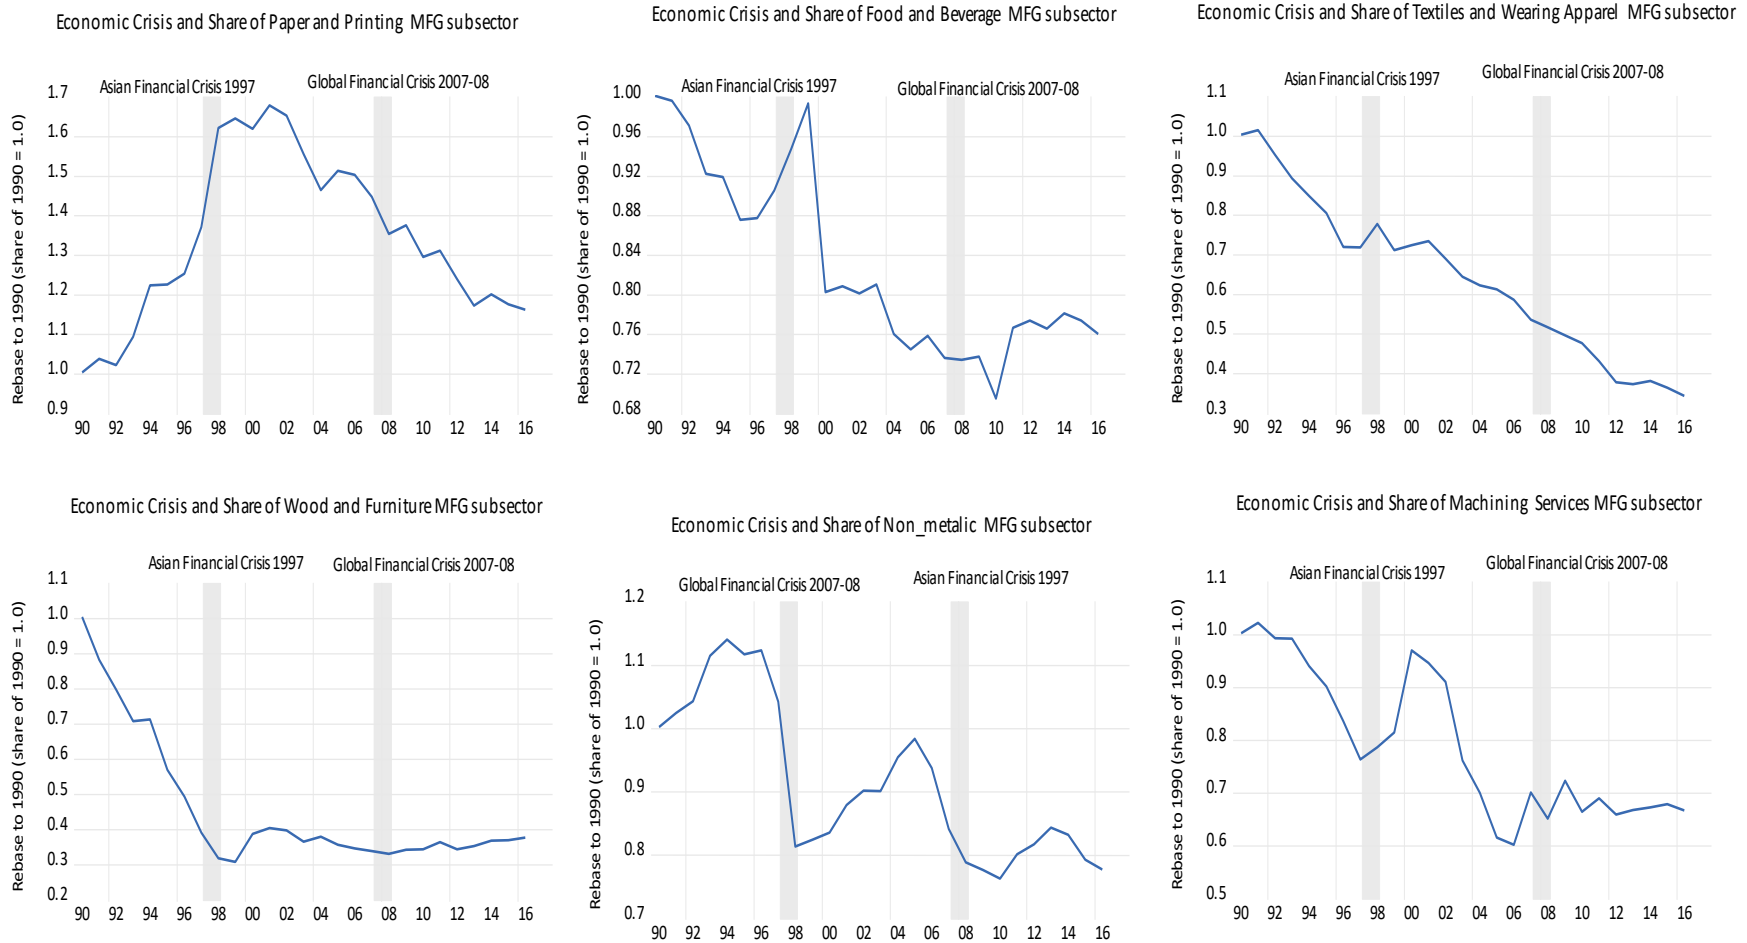 Economic Crisis and Share of Paper and Printing MFG subsector
Asian Financial Crisis 1997
Global Financial Crisis 2007-08
Rebase to 1990 (share of 1990 = 1.0)
1.7
1.6
1.5
1.4
1.3
1.2
1.1
1.0
0.9
90 92 94 96 98 00 02 04 06 08 10 12 14 16
Economic Crisis and Share of Food and Beverage MFG subsector
Asian Financial Crisis 1997
Global Financial Crisis 2007-08
Rebase to 1990 (share of 1990 = 1.0)
1.00
0.96
0.92
0.88
0.84
0.80
0.76
0.72
0.68
90 92 94 96 98 00 02 04 06 08 10 12 14 16
Economic Crisis and Share of Textiles and Wearing Apparel MFG subsector
Asian Financial Crisis 1997
Global Financial Crisis 2007-08
Rebase to 1990 (share of 1990 = 1.0)
1.1
1.0
0.9
0.8
0.7
0.6
0.5
0.4
0.3
90 92 94 96 98 00 02 04 06 08 10 12 14 16
Economic Crisis and Share of Wood and Furniture MFG subsector
Asian Financial Crisis 1997
Global Financial Crisis 2007-08
Rebase to 1990 (share of 1990 = 1.0)
1.1
1.0
0.9
0.8
0.7
0.6
0.5
0.4
0.3
0.2
90 92 94 96 98 00 02 04 06 08 10 12 14 16
Economic Crisis and Share of Non_metalic MFG subsector
Global Financial Crisis 2007-08
Asian Financial Crisis 1997
Rebase to 1990 (share of 1990 = 1.0)
1.2
1.1
1.0
0.9
0.8
0.7
90 92 94 96 98 00 02 04 06 08 10 12 14 16
Economic Crisis and Share of Machining Services MFG subsector
Asian Financial Crisis 1997
Global Financial Crisis 2007-08
Rebase to 1990 (share of 1990 = 1.0)
1.1
1.0
0.9
0.8
0.7
0.6
0.5
90 92 94 96 98 00 02 04 06 08 10 12 14 16